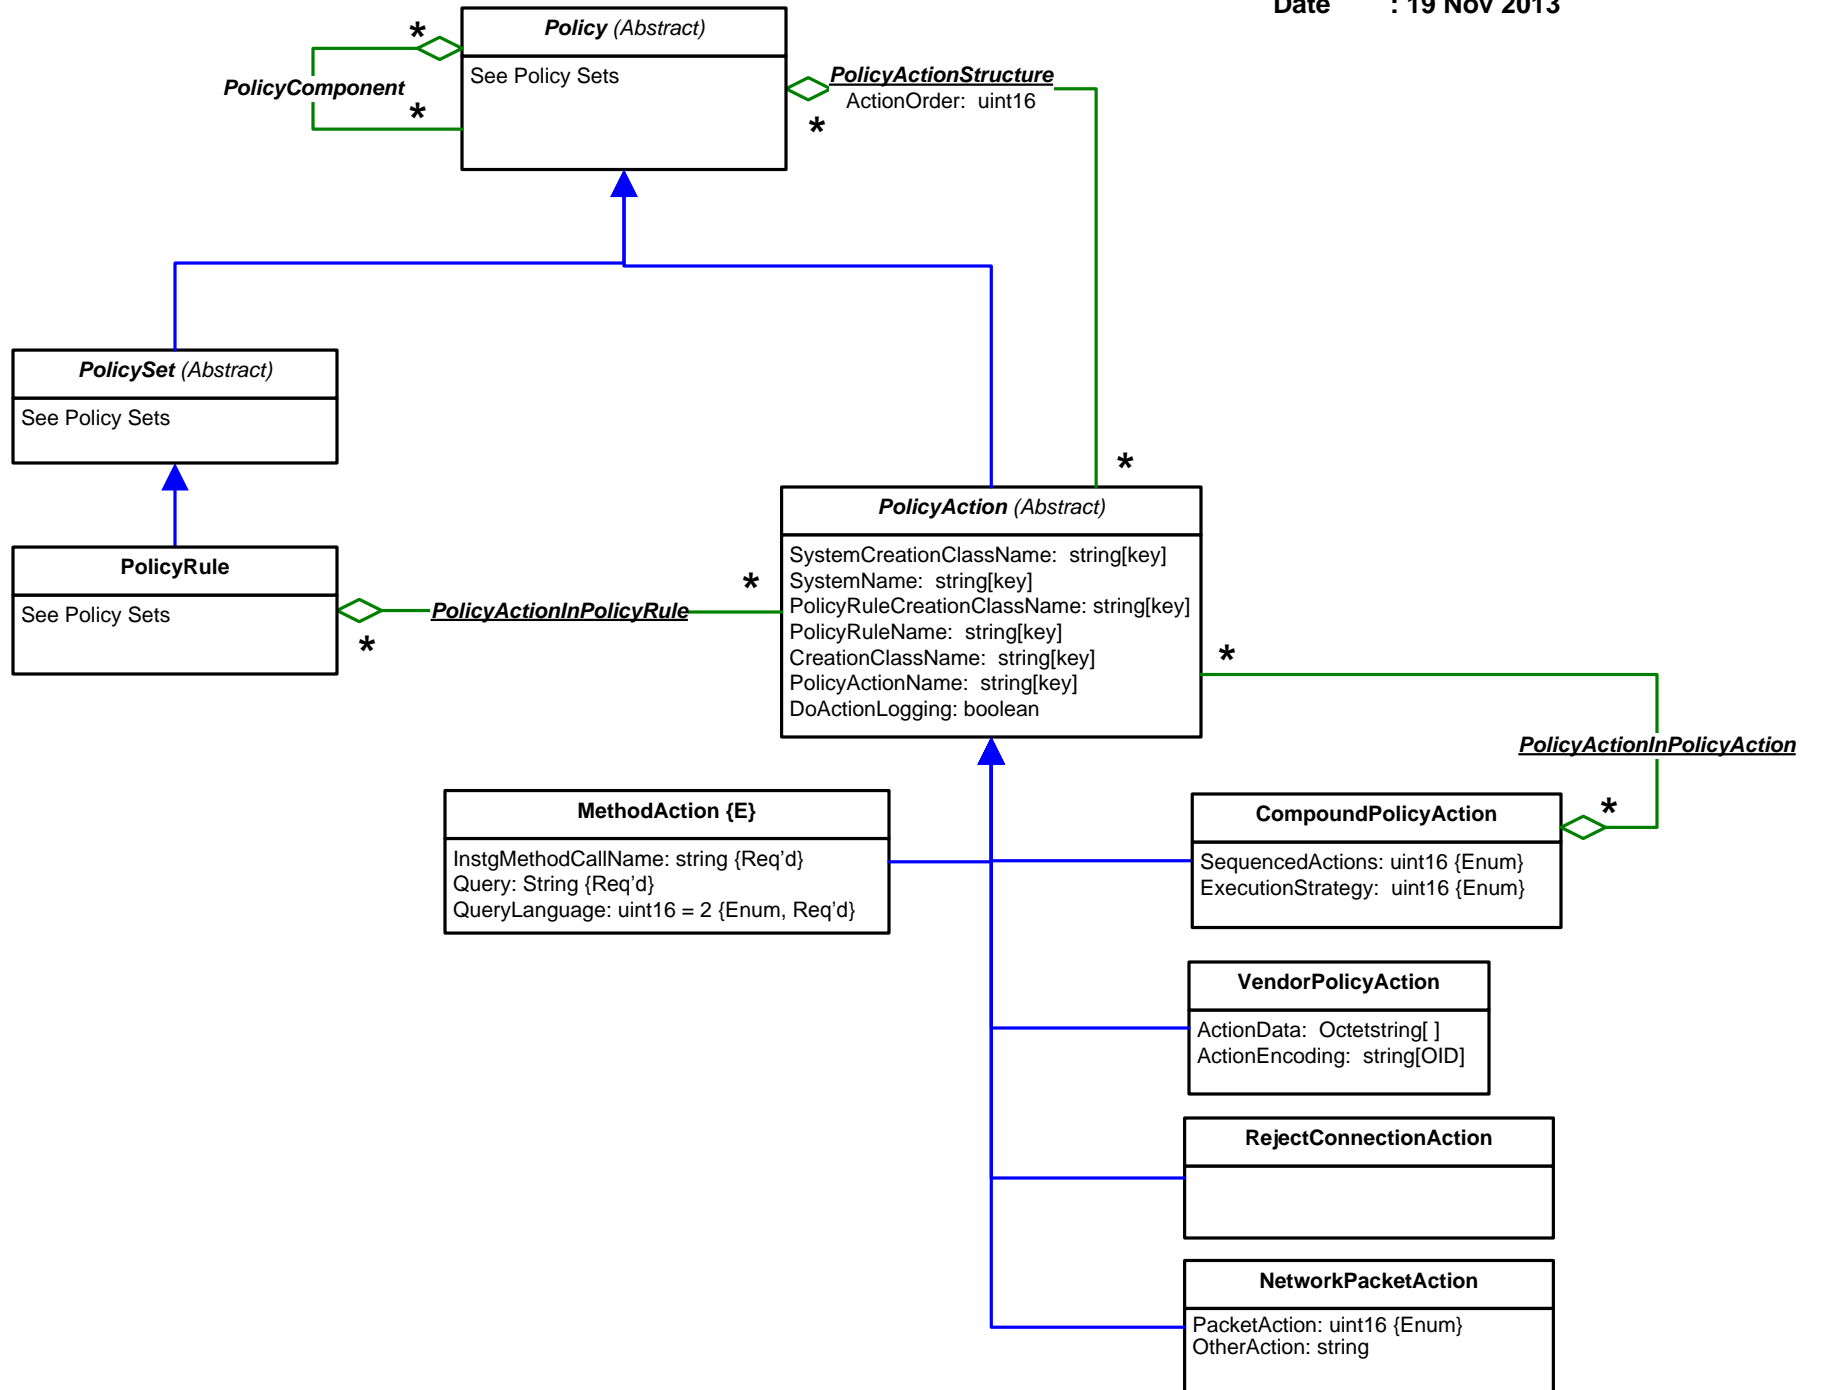 Date : 19 Nov 2013
Policy (Abstract)
See Policy Sets
*
PolicyComponent
*
PolicyActionStructure
ActionOrder: uint16
*
PolicySet (Abstract)
See Policy Sets
PolicyRule
See Policy Sets
*
PolicyActionInPolicyRule
*
*
PolicyAction (Abstract)
SystemCreationClassName: string[key]
SystemName: string[key]
PolicyRuleCreationClassName: string[key]
PolicyRuleName: string[key]
CreationClassName: string[key]
PolicyActionName: string[key]
DoActionLogging: boolean
*
PolicyActionInPolicyAction
*
MethodAction {E}
InstgMethodCallName: string {Req’d}
Query: String {Req’d}
QueryLanguage: uint16 = 2 {Enum, Req’d}
CompoundPolicyAction
SequencedActions: uint16 {Enum}
ExecutionStrategy: uint16 {Enum}
VendorPolicyAction
ActionData: Octetstring[ ]
ActionEncoding: string[OID]
RejectConnectionAction
NetworkPacketAction
PacketAction: uint16 {Enum}
OtherAction: string